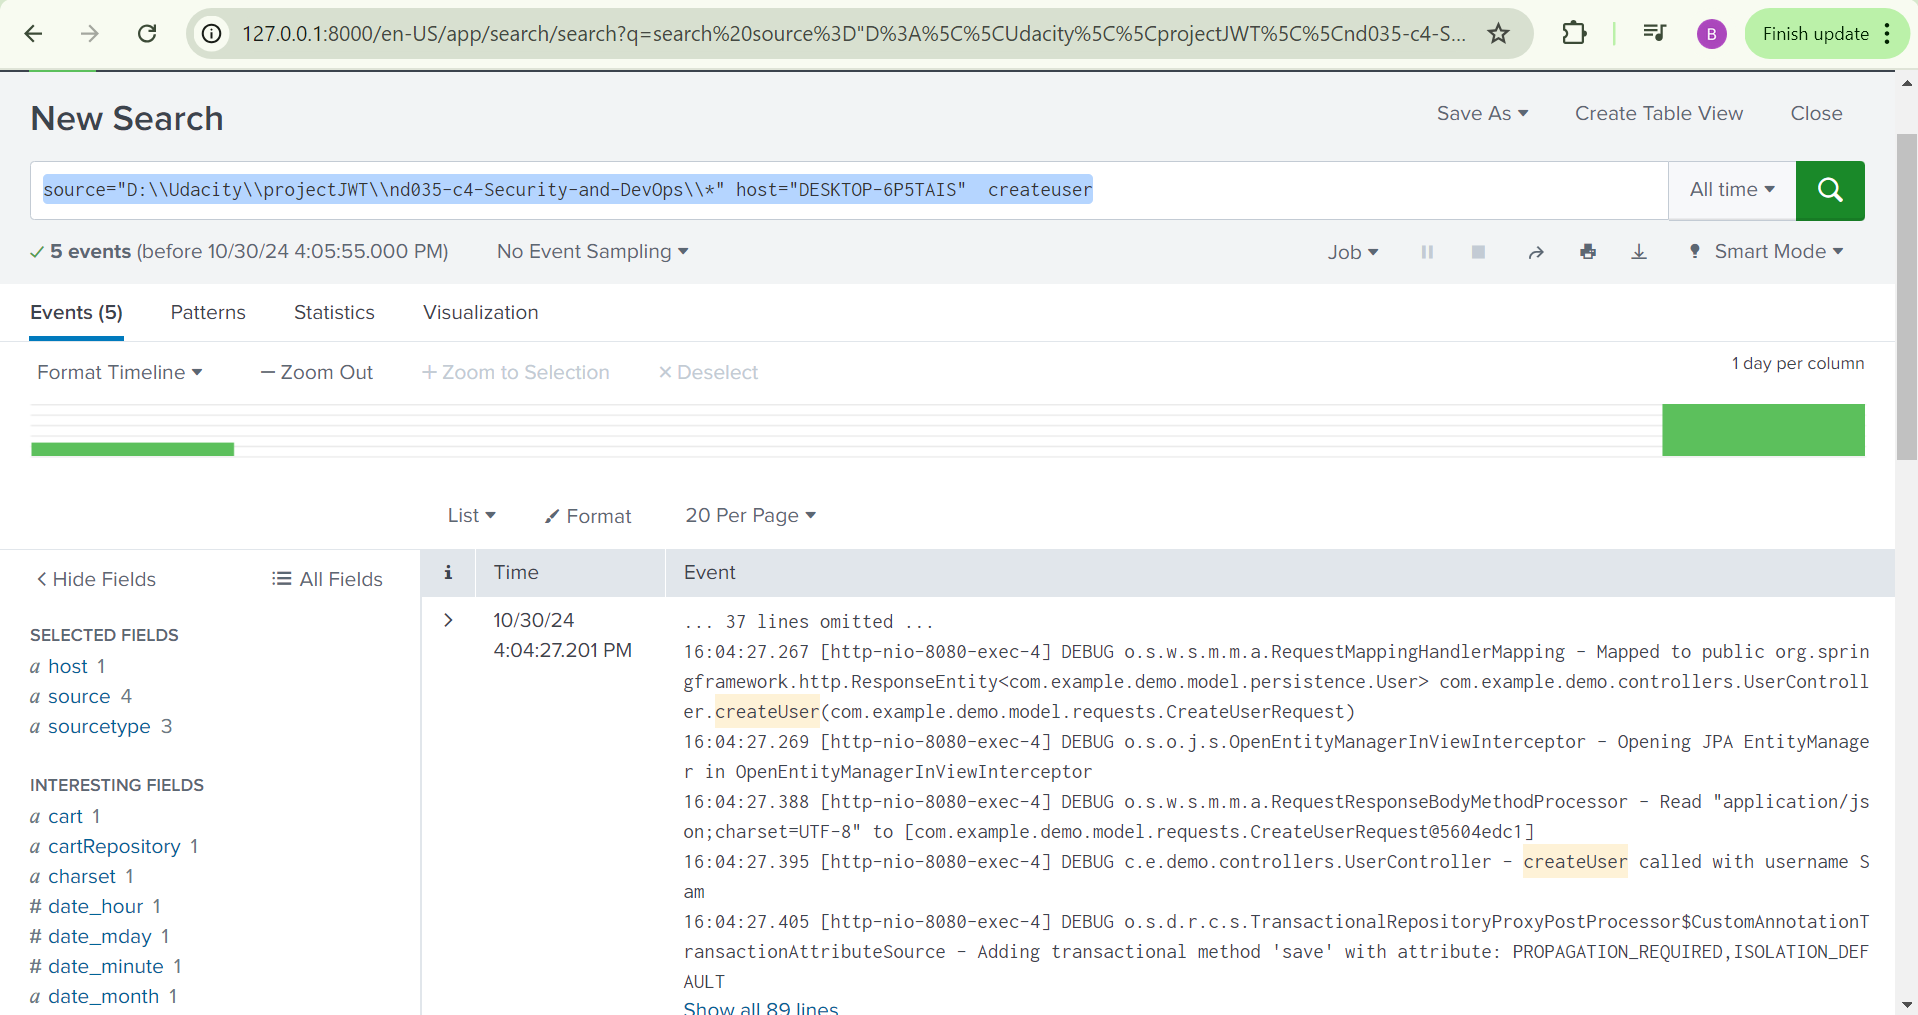 127.0.0.1:8000/en-US/app/search/search?q=search%20source%3D"D%3A%5C%5CUdacity%5C%5CprojectJWT%5C%5Cnd035-c4-S...
B
Finish update
New Search
Save As
Create Table View
Close
source="D:\\Udacity\\projectJWT\\nd035-c4-Security-and-DevOps\\*" host="DESKTOP-6P5TAIS"  createuser
All time
5 events (before 10/30/24 4:05:55.000 PM)
No Event Sampling
Job
Smart Mode
Events (5)
Patterns
Statistics
Visualization
Format Timeline
— Zoom Out
+ Zoom to Selection
× Deselect
1 day per column
List
Format
20 Per Page
< Hide Fields
All Fields
SELECTED FIELDS
a host 1
a source 4
a sourcetype 3
INTERESTING FIELDS
a cart 1
a cartRepository 1
a charset 1
# date_hour 1
# date_mday 1
# date_minute 1
a date_month 1
i
Time
Event
>
10/30/24
4:04:27.201 PM
... 37 lines omitted ...
16:04:27.267 [http-nio-8080-exec-4] DEBUG o.s.w.s.m.m.a.RequestMappingHandlerMapping - Mapped to public org.sprin
gframework.http.ResponseEntity<com.example.demo.model.persistence.User> com.example.demo.controllers.UserControll
er.createUser(com.example.demo.model.requests.CreateUserRequest)
16:04:27.269 [http-nio-8080-exec-4] DEBUG o.s.o.j.s.OpenEntityManagerInViewInterceptor - Opening JPA EntityManage
r in OpenEntityManagerInViewInterceptor
16:04:27.388 [http-nio-8080-exec-4] DEBUG o.s.w.s.m.m.a.RequestResponseBodyMethodProcessor - Read "application/js
on;charset=UTF-8" to [com.example.demo.model.requests.CreateUserRequest@5604edc1]
16:04:27.395 [http-nio-8080-exec-4] DEBUG c.e.demo.controllers.UserController - createUser called with username S
am
16:04:27.405 [http-nio-8080-exec-4] DEBUG o.s.d.r.c.s.TransactionalRepositoryProxyPostProcessor$CustomAnnotationT
ransactionAttributeSource - Adding transactional method 'save' with attribute: PROPAGATION_REQUIRED,ISOLATION_DEF
AULT
Show all 89 lines